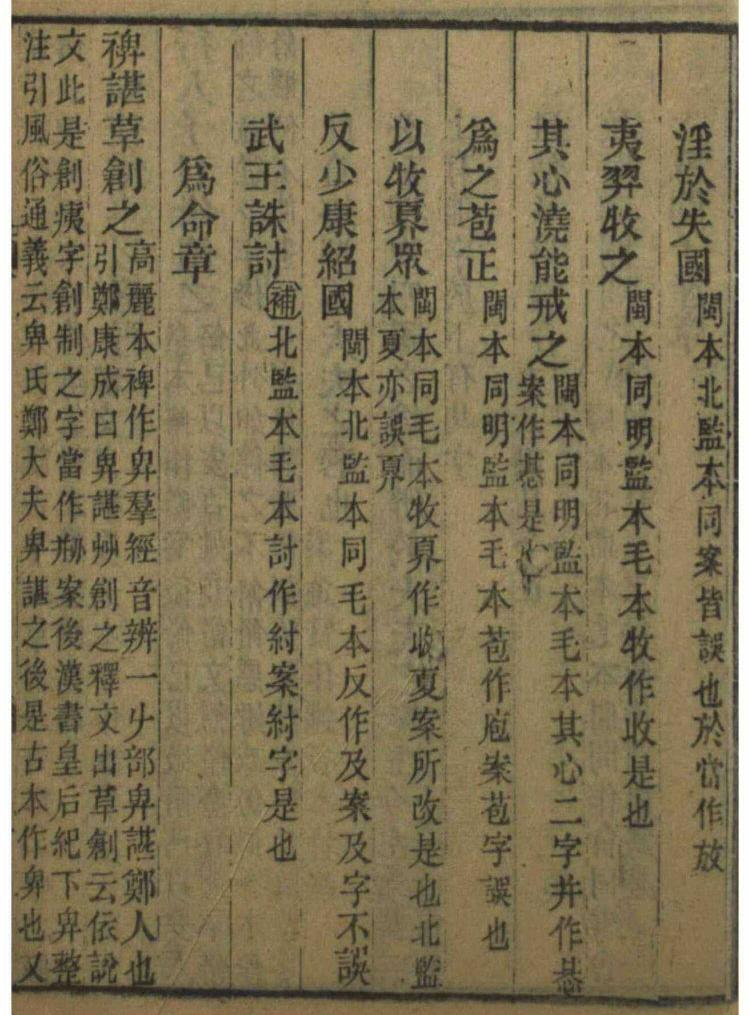 淫於失國閩本北監本同案皆誤也於當作放
夷羿牧之閩本同明監本毛本牧作收是也
其心澆能戒之閩本同明監本毛本其心二字并作惎
案作惎是也
爲之苞正閩本同明監本毛本苞作庖案苞字誤也
以牧夐眾閩本同毛本牧夐作收夏案所改是也北監
本夏亦誤夐
反少康紹國閩本北監本同毛本反作及案及字不誤
武王誅討補北監本毛本討作紂案紂字是也
爲命章
裨諶草創之高麗本裨作卑羣經音辨一𠂇部卑諶鄭人也
引鄭康成曰卑諶艸創之釋文出草創云依說
文此是創痍字創制之字當作刱案後漢書皇后紀下卑整
注引風俗通義云卑氏鄭大夫卑諶之後是古本作卑也又